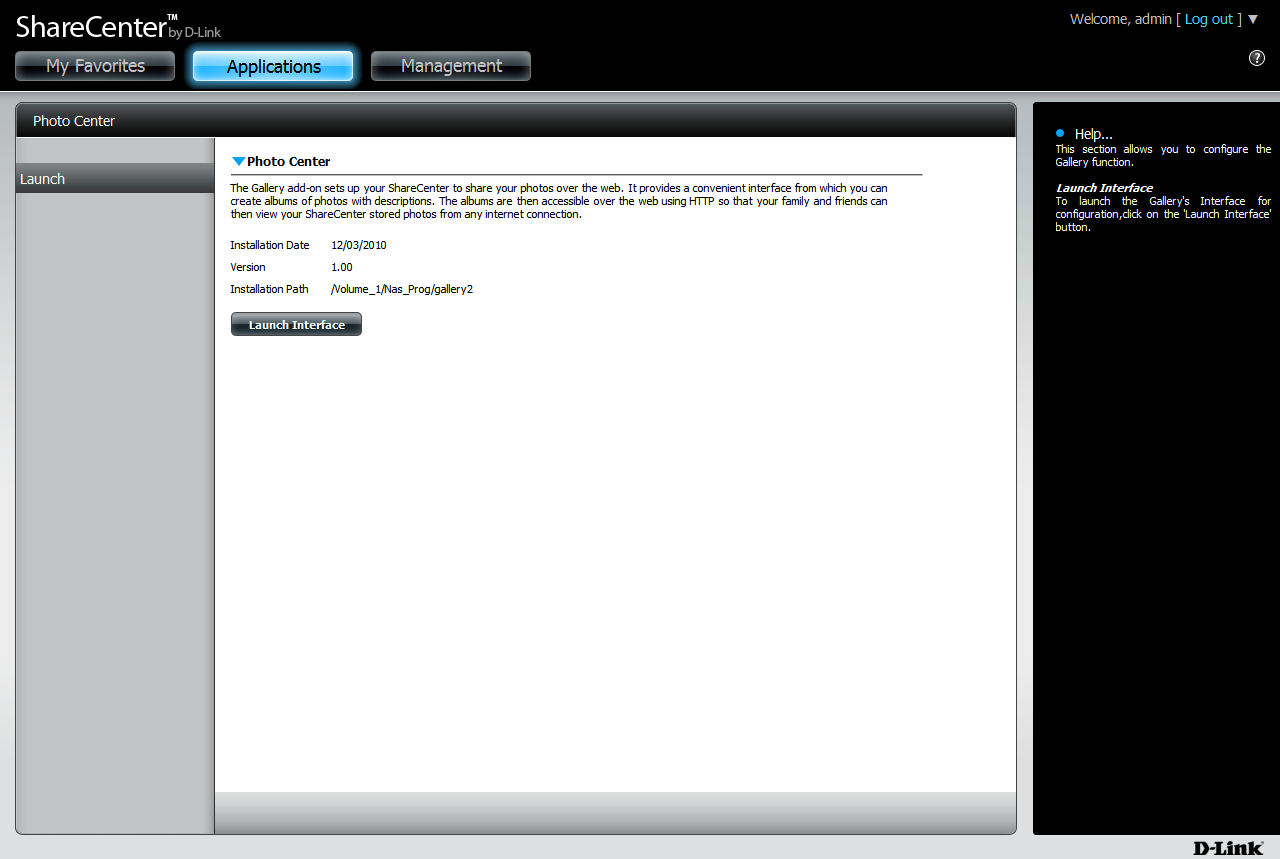 ShareCenter™ by D-Link
Welcome, admin [ Log out ] ▼
My Favorites
Applications
Management
?
Photo Center
Launch
Photo Center
The Gallery add-on sets up your ShareCenter to share your photos over the web. It provides a convenient interface from which you can
create albums of photos with descriptions. The albums are then accessible over the web using HTTP so that your family and friends can
then view your ShareCenter stored photos from any internet connection.
Installation Date 12/03/2010
Version 1.00
Installation Path /Volume_1/Nas_Prog/gallery2
Launch Interface
Help...
This section allows you to configure the
Gallery function.
Launch Interface
To launch the Gallery's Interface for
configuration,click on the 'Launch Interface'
button.
D-Link